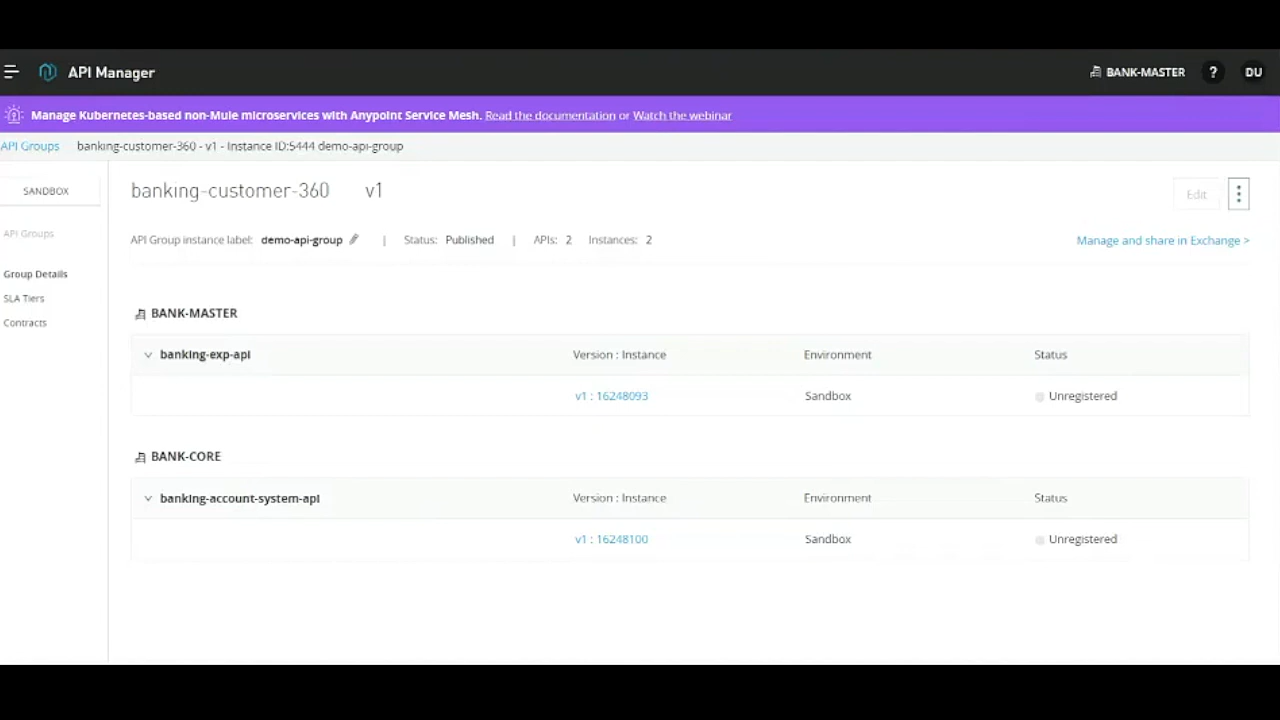 API Manager
BANK-MASTER
?
DU
Manage Kubernetes-based non-Mule microservices with Anypoint Service Mesh. Read the documentation or Watch the webinar
API Groups banking-customer-360 - v1 - Instance ID:5444 demo-api-group
SANDBOX
API Groups
Group Details
SLA Tiers
Contracts
banking-customer-360 v1
Edit
API Group instance label: demo-api-group | Status: Published | APIs: 2 Instances: 2
Manage and share in Exchange >
BANK-MASTER
banking-exp-api Version : Instance Environment Status
v1 : 16248093 Sandbox Unregistered
BANK-CORE
banking-account-system-api Version : Instance Environment Status
v1 : 16248100 Sandbox Unregistered